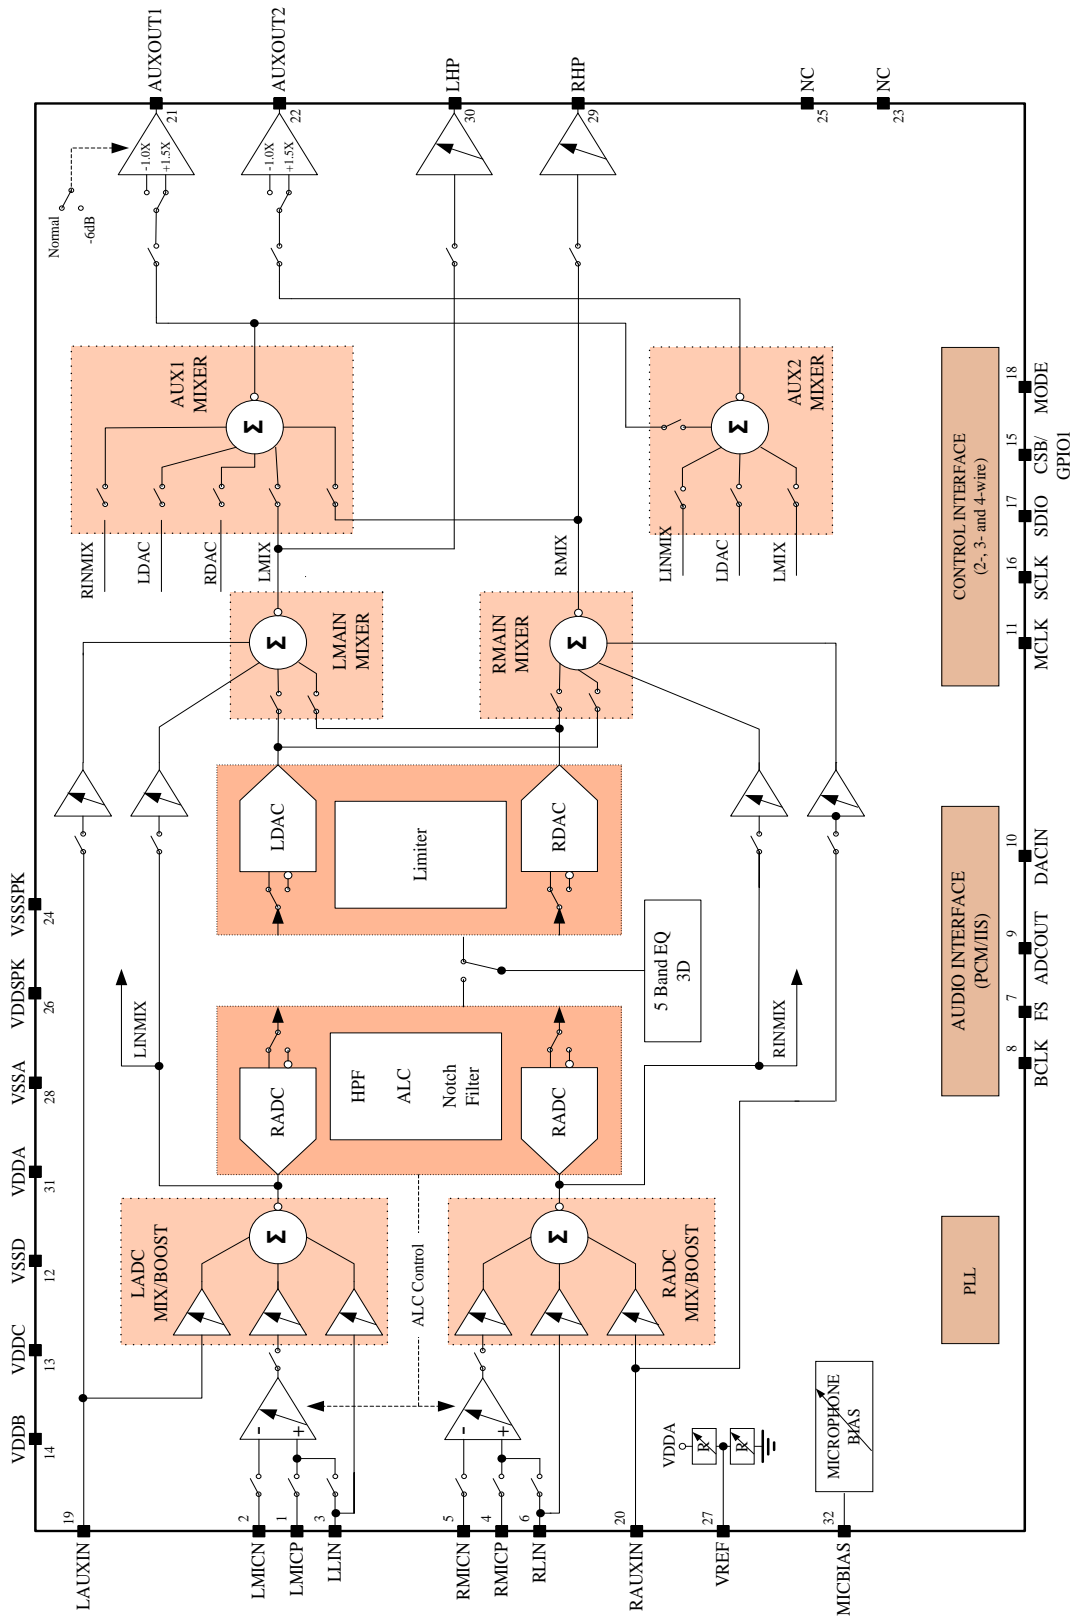 VDDB
14
VDDC
13
VSSD
12
VDDA
31
VSSA
28
VDDSPK
26
VSSSPK
24
LAUXIN
19
LMICN
2
LMICP
1
LLIN
3
RMICN
5
RMICP
4
RLIN
6
RAUXIN
20
VREF
27
MICBIAS
32
-
+
-
+
VDDA
R
R
MICROPHONE
BIAS
ALC Control
LADC
MIX/BOOST
Σ
RADC
MIX/BOOST
Σ
PLL
LINMIX
RINMIX
RADC
HPF
ALC
Notch
Filter
RADC
5 Band EQ
3D
LDAC
Limiter
RDAC
AUDIO INTERFACE
(PCM/IIS)
8
BCLK
7
FS
9
ADCOUT
10
DACIN
LMAIN
MIXER
Σ
RMAIN
MIXER
Σ
RINMIX
LDAC
RDAC
LMIX
RMIX
AUX1
MIXER
Σ
LINMIX
LDAC
LMIX
AUX2
MIXER
Σ
CONTROL INTERFACE
(2-, 3- and 4-wire)
11
MCLK
16
SCLK
17
SDIO
15
CSB/
GPIO1
18
MODE
Normal
-6dB
-1.0X
+1.5X
21
AUXOUT1
-1.0X
+1.5X
22
AUXOUT2
30
LHP
29
RHP
25
NC
23
NC